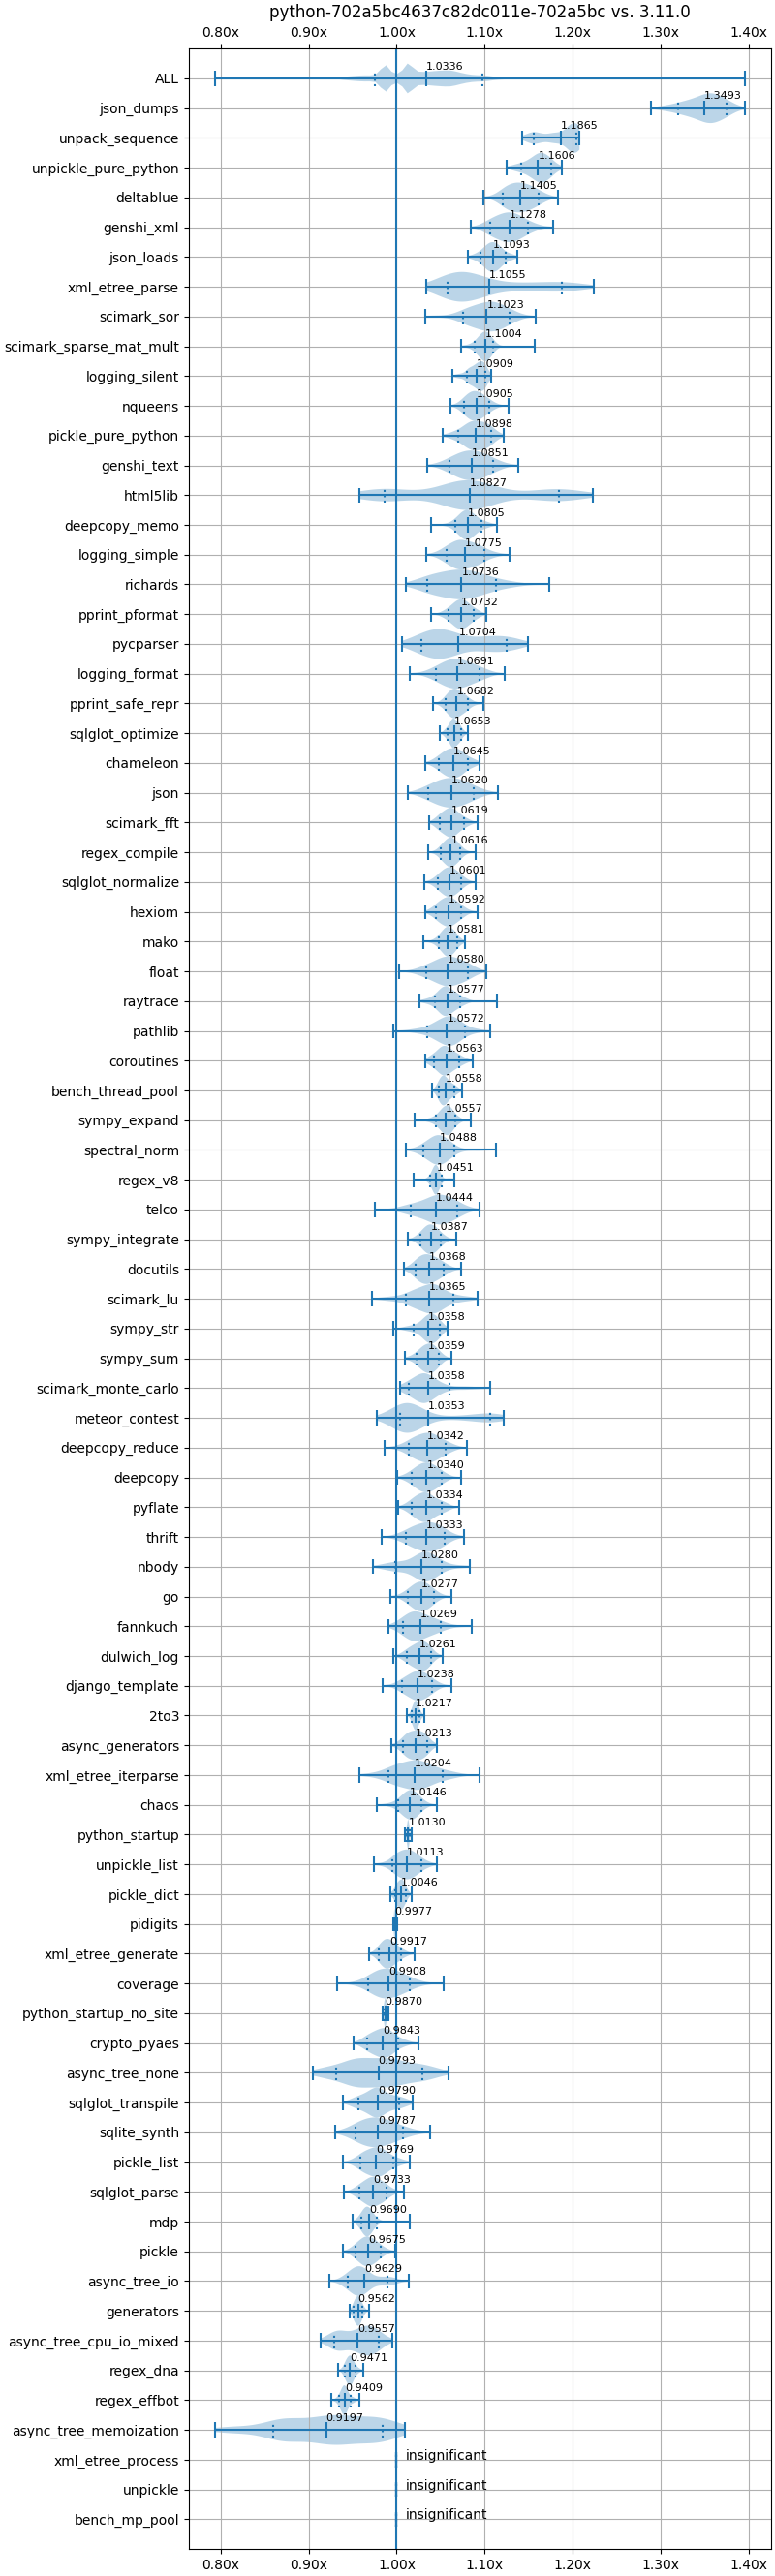 python-702a5bc4637c82dc011e-702a5bc vs. 3.11.0
0.80x 0.90x 1.00x 1.10x 1.20x 1.30x 1.40x
ALL 1.0336
json_dumps 1.3493
unpack_sequence 1.1865
unpickle_pure_python 1.1606
deltablue 1.1405
genshi_xml 1.1278
json_loads 1.1093
xml_etree_parse 1.1055
scimark_sor 1.1023
scimark_sparse_mat_mult 1.1004
logging_silent 1.0909
nqueens 1.0905
pickle_pure_python 1.0898
genshi_text 1.0851
html5lib 1.0827
deepcopy_memo 1.0805
logging_simple 1.0775
richards 1.0736
pprint_pformat 1.0732
pycparser 1.0704
logging_format 1.0691
pprint_safe_repr 1.0682
sqlglot_optimize 1.0653
chameleon 1.0645
json 1.0620
scimark_fft 1.0619
regex_compile 1.0616
sqlglot_normalize 1.0601
hexiom 1.0592
mako 1.0581
float 1.0580
raytrace 1.0577
pathlib 1.0572
coroutines 1.0563
bench_thread_pool 1.0558
sympy_expand 1.0557
spectral_norm 1.0488
regex_v8 1.0451
telco 1.0444
sympy_integrate 1.0387
docutils 1.0368
scimark_lu 1.0365
sympy_str 1.0358
sympy_sum 1.0359
scimark_monte_carlo 1.0358
meteor_contest 1.0353
deepcopy_reduce 1.0342
deepcopy 1.0340
pyflate 1.0334
thrift 1.0333
nbody 1.0280
go 1.0277
fannkuch 1.0269
dulwich_log 1.0261
django_template 1.0238
2to3 1.0217
async_generators 1.0213
xml_etree_iterparse 1.0204
chaos 1.0146
python_startup 1.0130
unpickle_list 1.0113
pickle_dict 1.0046
pidigits 0.9977
xml_etree_generate 0.9917
coverage 0.9908
python_startup_no_site 0.9870
crypto_pyaes 0.9843
async_tree_none 0.9793
sqlglot_transpile 0.9790
sqlite_synth 0.9787
pickle_list 0.9769
sqlglot_parse 0.9733
mdp 0.9690
pickle 0.9675
async_tree_io 0.9629
generators 0.9562
async_tree_cpu_io_mixed 0.9557
regex_dna 0.9471
regex_effbot 0.9409
async_tree_memoization 0.9197
xml_etree_process insignificant
unpickle insignificant
bench_mp_pool insignificant
0.80x 0.90x 1.00x 1.10x 1.20x 1.30x 1.40x